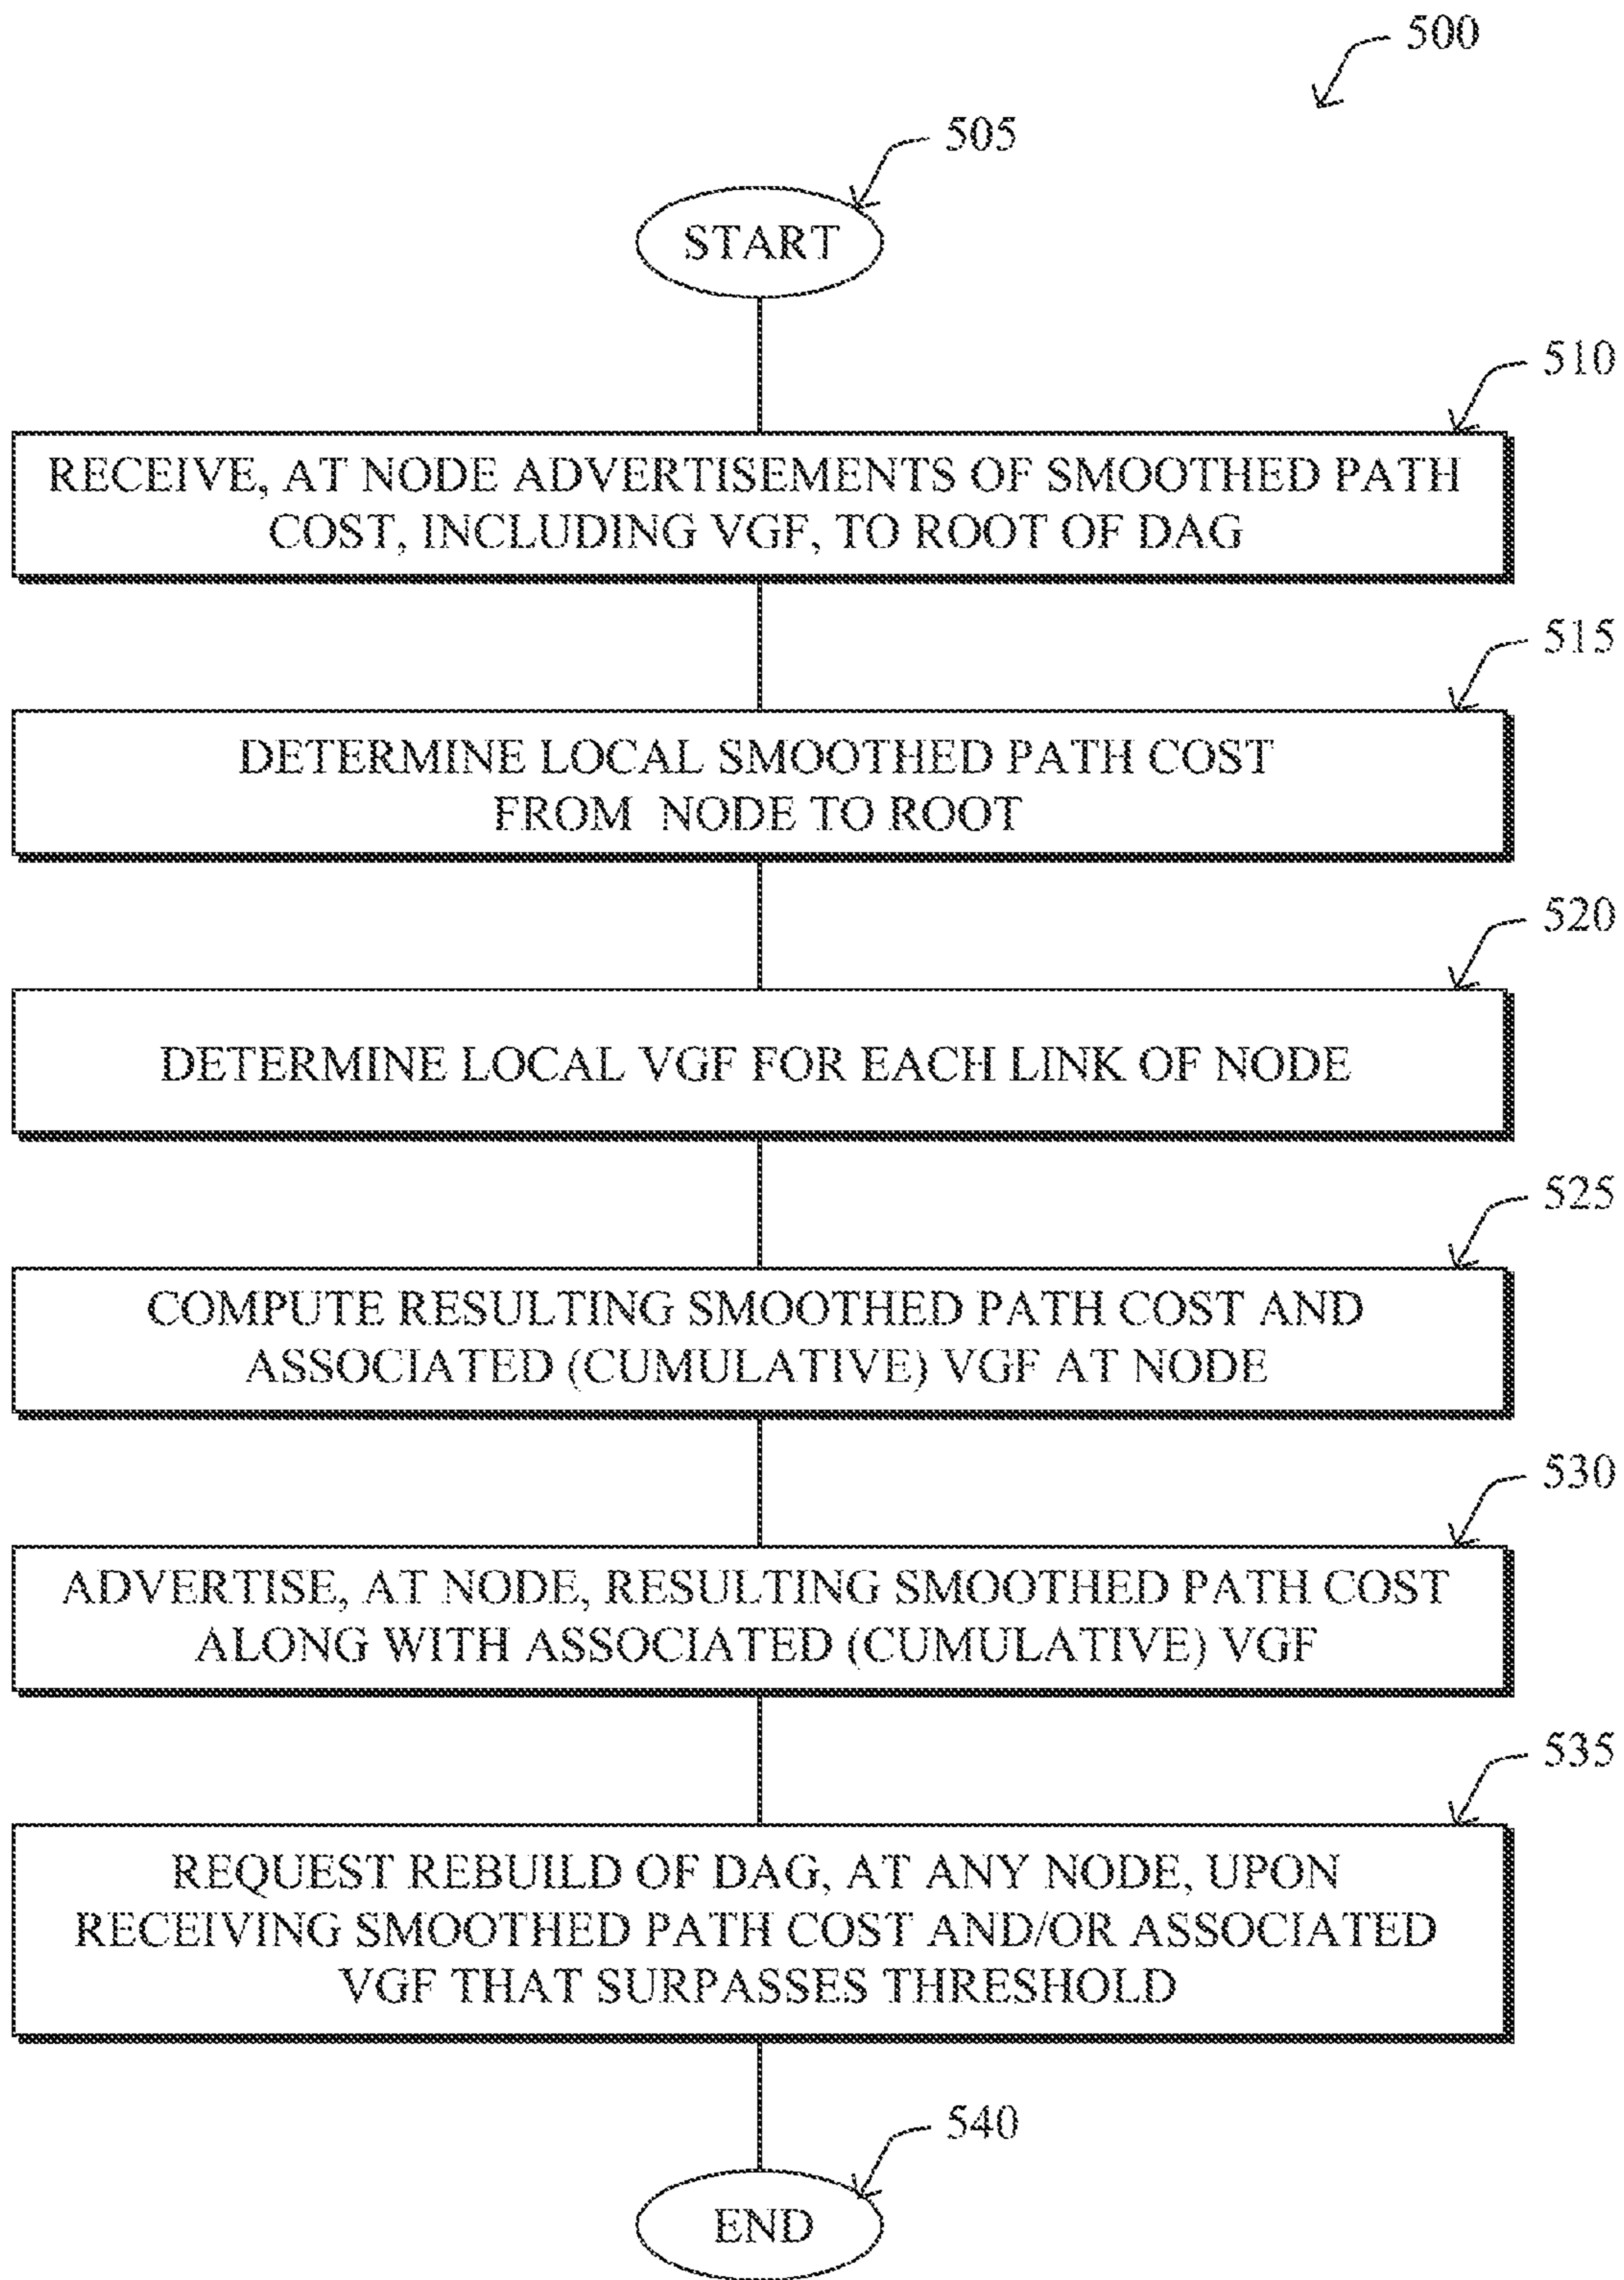 500
505
START
510
RECEIVE, AT NODE ADVERTISEMENTS OF SMOOTHED PATH
COST, INCLUDING VGF, TO ROOT OF DAG
515
DETERMINE LOCAL SMOOTHED PATH COST
FROM NODE TO ROOT
520
DETERMINE LOCAL VGF FOR EACH LINK OF NODE
525
COMPUTE RESULTING SMOOTHED PATH COST AND
ASSOCIATED (CUMULATIVE) VGF AT NODE
530
ADVERTISE, AT NODE, RESULTING SMOOTHED PATH COST
ALONG WITH ASSOCIATED (CUMULATIVE) VGF
535
REQUEST REBUILD OF DAG, AT ANY NODE, UPON
RECEIVING SMOOTHED PATH COST AND/OR ASSOCIATED
VGF THAT SURPASSES THRESHOLD
540
END